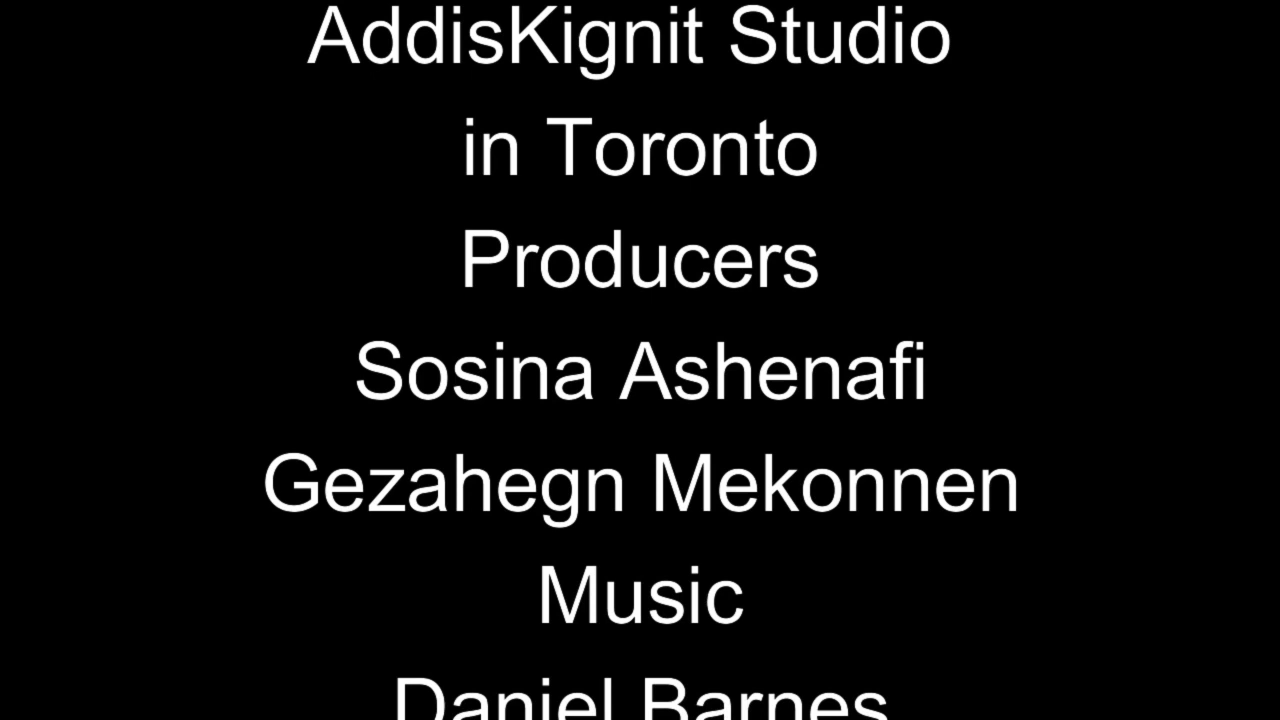 AddisKignit Studio
in Toronto
Producers
Sosina Ashenafi
Gezahegn Mekonnen
Music
Daniel Barnes